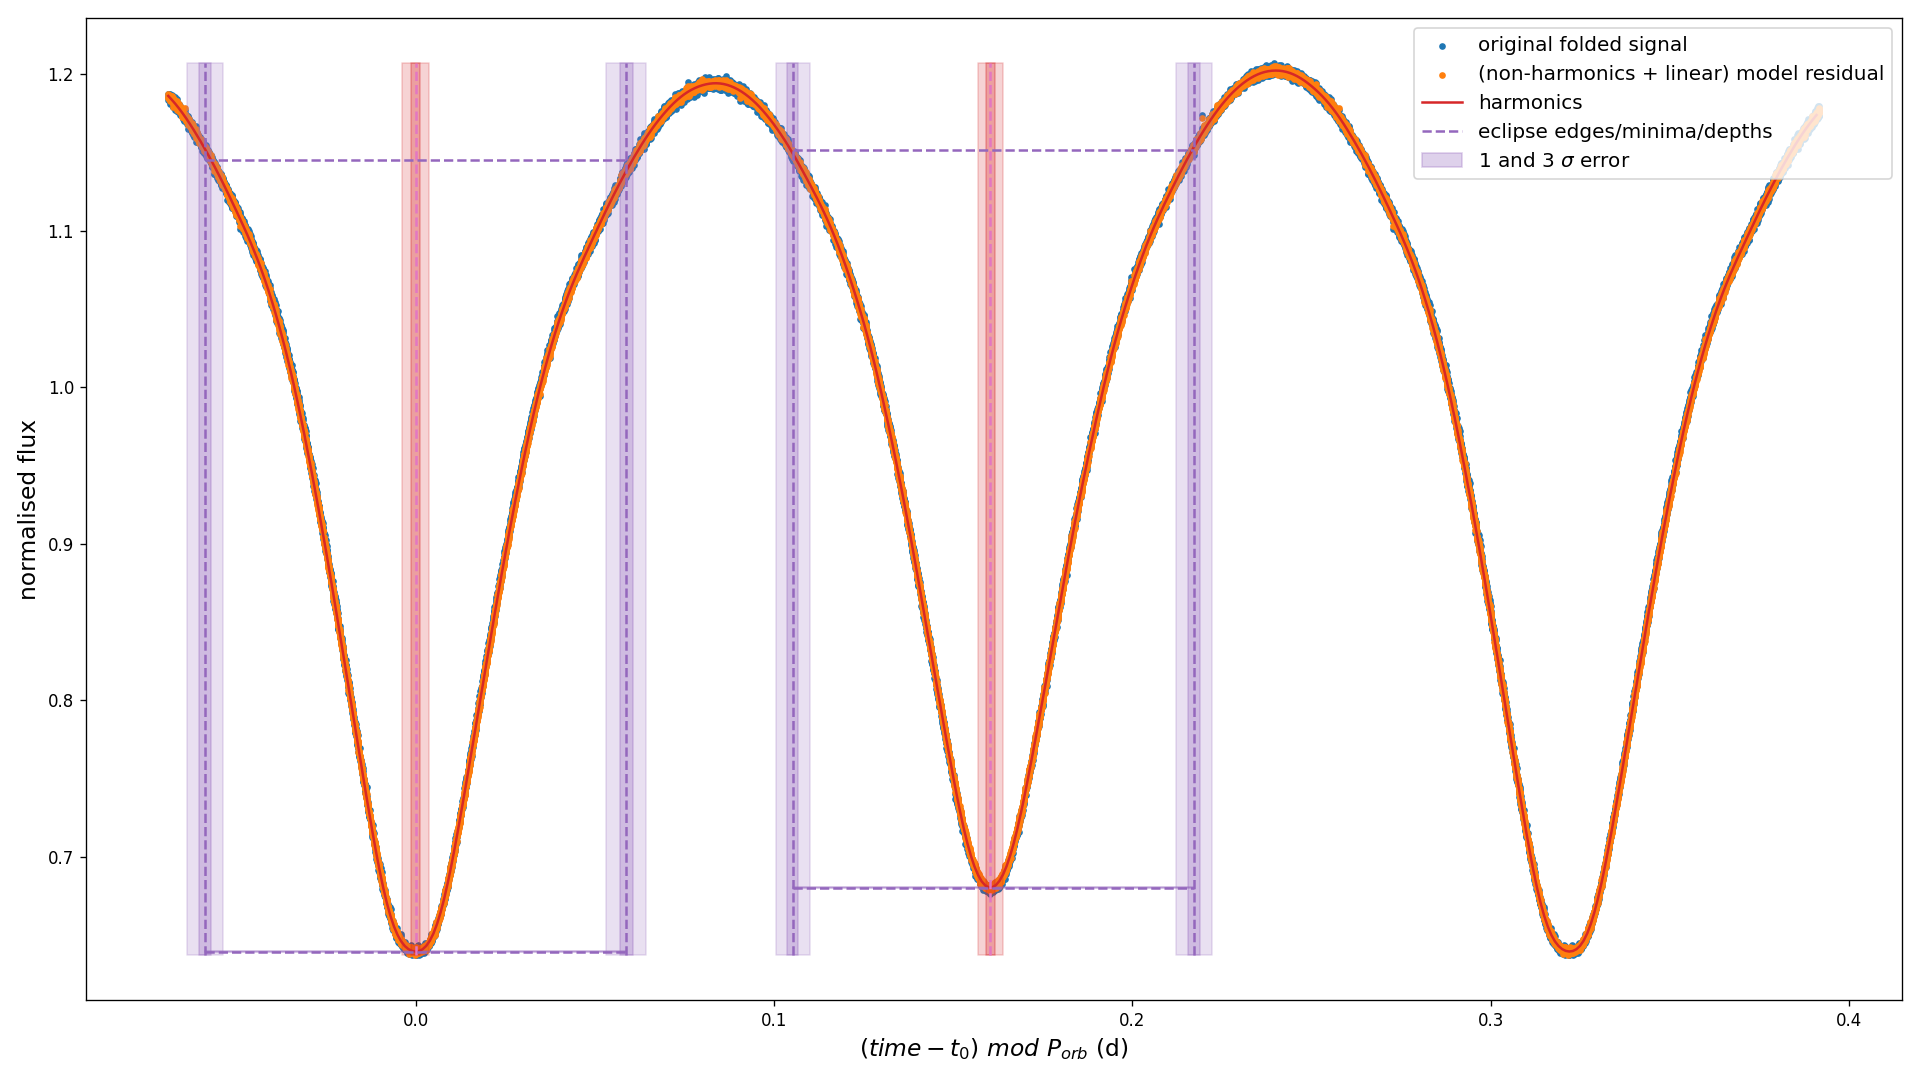 1.2
1.1
1.0
0.9
0.8
0.7
normalised flux
original folded signal
(non-harmonics + linear) model residual
harmonics
eclipse edges/minima/depths
1 and 3 σ error
0.0 0.1 0.2 0.3 0.4
(time − t₀) mod Pₒᵣb (d)